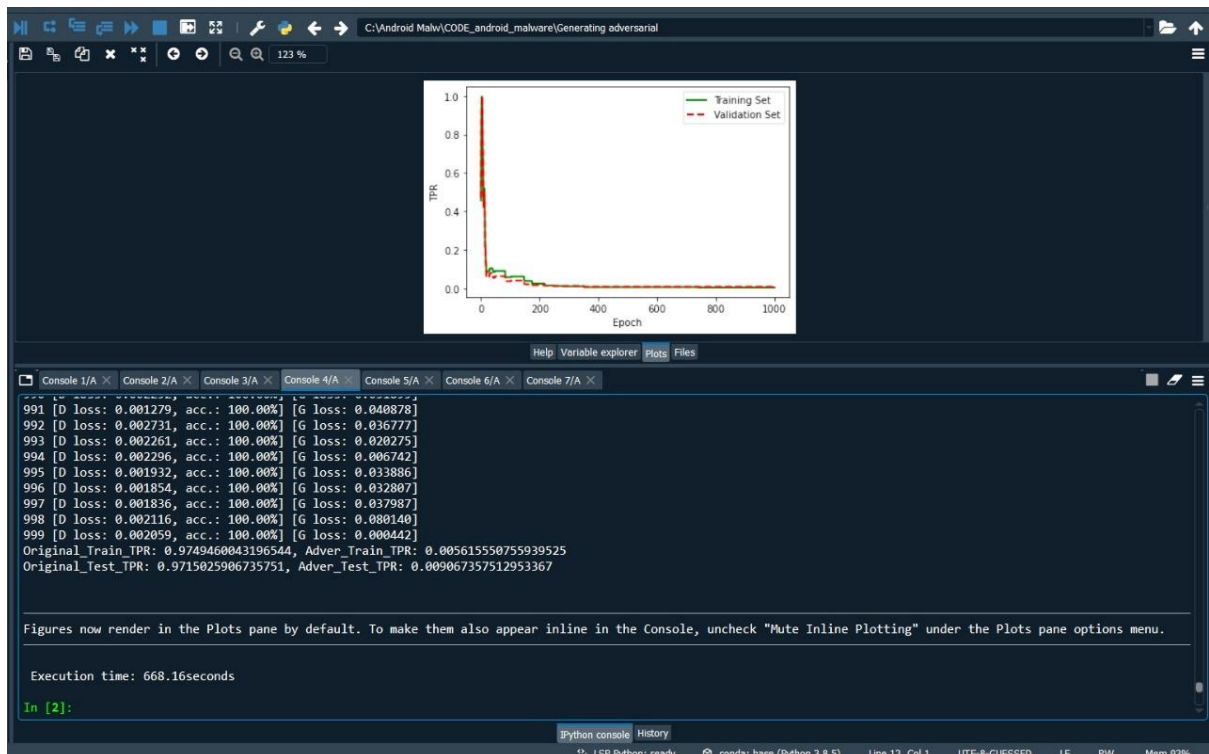 C:\Android Malw\CODE_android_malware\Generating adversarial
123 %
1.0
0.8
0.6
0.4
0.2
0.0
TPR
Training Set
Validation Set
0 200 400 600 800 1000
Epoch
Help Variable explorer Plots Files
Console 1/A Console 2/A Console 3/A Console 4/A Console 5/A Console 6/A Console 7/A
991 [D loss: 0.001279, acc.: 100.00%] [G loss: 0.040878]
992 [D loss: 0.002731, acc.: 100.00%] [G loss: 0.036777]
993 [D loss: 0.002261, acc.: 100.00%] [G loss: 0.020275]
994 [D loss: 0.002296, acc.: 100.00%] [G loss: 0.006742]
995 [D loss: 0.001932, acc.: 100.00%] [G loss: 0.033886]
996 [D loss: 0.001854, acc.: 100.00%] [G loss: 0.032807]
997 [D loss: 0.001836, acc.: 100.00%] [G loss: 0.037987]
998 [D loss: 0.002116, acc.: 100.00%] [G loss: 0.080140]
999 [D loss: 0.002059, acc.: 100.00%] [G loss: 0.000442]
Original_Train_TPR: 0.9749460043196544, Adver_Train_TPR: 0.005615550755939525
Original_Test_TPR: 0.9715025906735751, Adver_Test_TPR: 0.009067357512953367
Figures now render in the Plots pane by default. To make them also appear inline in the Console, uncheck "Mute Inline Plotting" under the Plots pane options menu.
Execution time: 668.16seconds
In [2]:
IPython console History
LSP Python: ready conda: base (Python 3.8.5) Line 12, Col 1 UTF-8-GUESSED LF RW Mem 92%